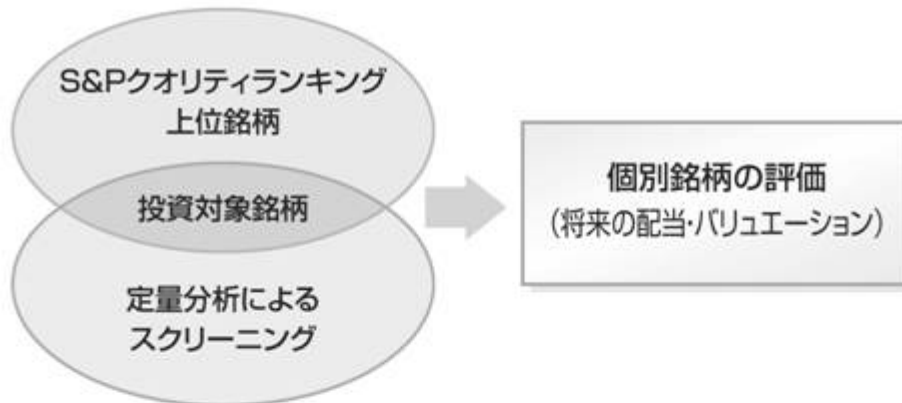 S&Pクオリティランキング
上位銘柄
投資対象銘柄
定量分析による
スクリーニング
個別銘柄の評価
(将来の配当・バリュエーション)